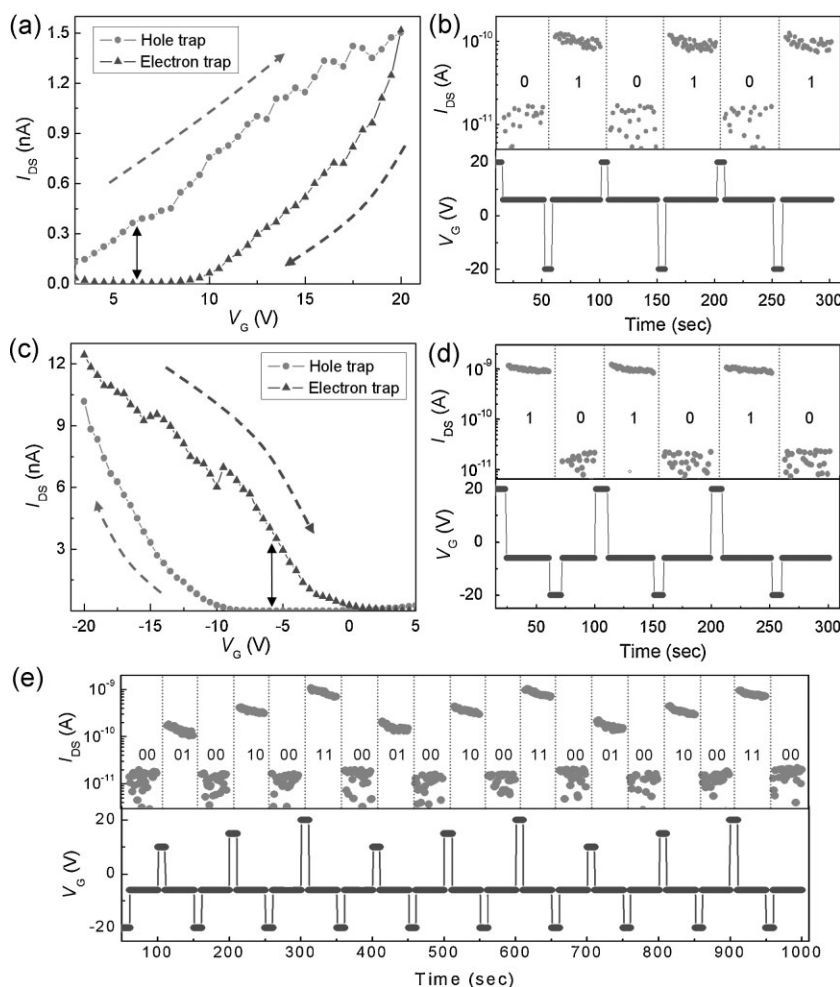 (a)
1.5
1.2
0.9
0.6
0.3
0.0
I_DS (nA)
Hole trap
Electron trap
5 10 15 20
V_G (V)
(b)
10^-10
10^-11
I_DS (A)
0 1 0 1 0 1
20
0
-20
V_G (V)
50 100 150 200 250 300
Time (sec)
(c)
12
9
6
3
I_DS (nA)
Hole trap
Electron trap
-20 -15 -10 -5 0 5
V_G (V)
(d)
10^-9
10^-10
10^-11
I_DS (A)
1 0 1 0 1 0
20
0
-20
V_G (V)
50 100 150 200 250 300
Time (sec)
(e)
10^-9
10^-10
10^-11
I_DS (A)
00 01 00 10 00 11 00 01 00 10 00 11 00 01 00 10 00 11 00
20
0
-20
V_G (V)
100 200 300 400 500 600 700 800 900 1000
Time (sec)